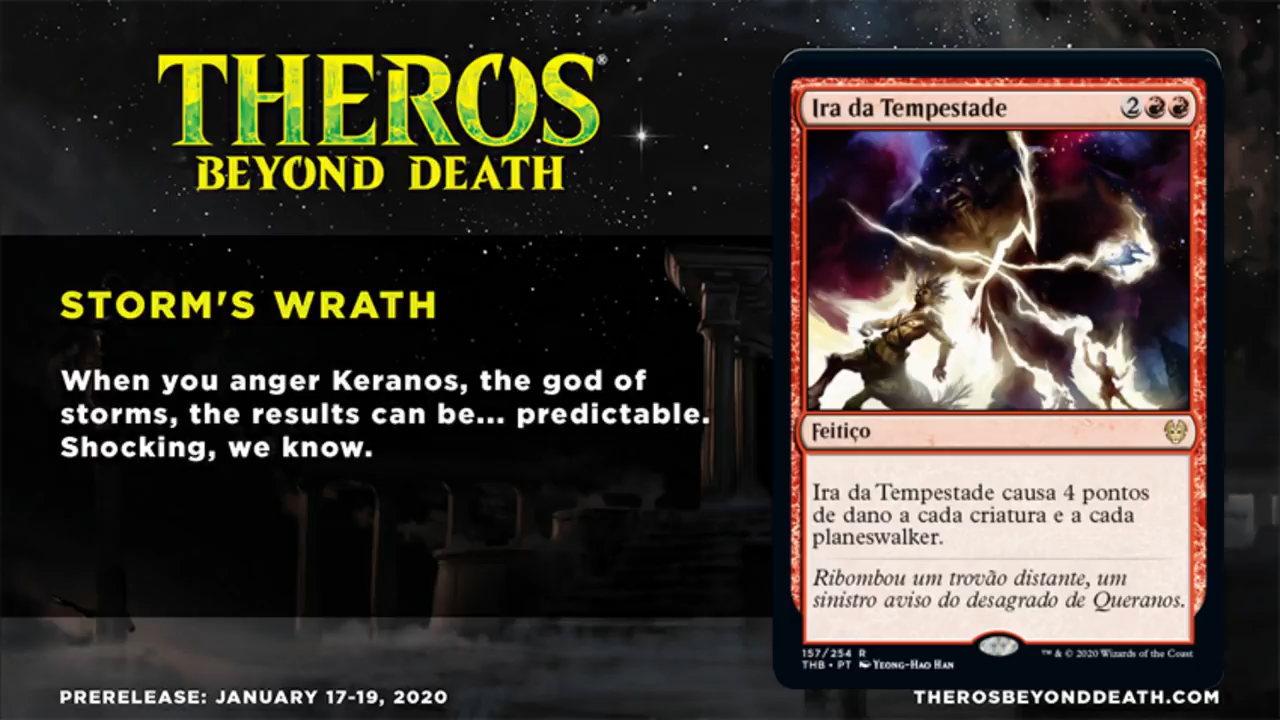 THEROS®
BEYOND DEATH
STORM'S WRATH
When you anger Keranos, the god of
storms, the results can be... predictable.
Shocking, we know.
PRERELEASE: JANUARY 17-19, 2020
Ira da Tempestade 2
Feitiço
Ira da Tempestade causa 4 pontos
de dano a cada criatura e a cada
planeswalker.
Ribombou um trovão distante, um
sinistro aviso do desagrado de Queranos.
157/254 R
THB • PT Yeong-Hao Han
™ & © 2020 Wizards of the Coast
THEROSBEYONDDEATH.COM